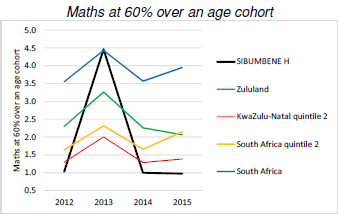 Maths at 60% over an age cohort
Maths at 60% over an age cohort
5.0
4.5
4.0
3.5
3.0
2.5
2.0
1.5
1.0
0.5
2012 2013 2014 2015
SIBUMBENE H
Zululand
KwaZulu-Natal quintile 2
South Africa quintile 2
South Africa